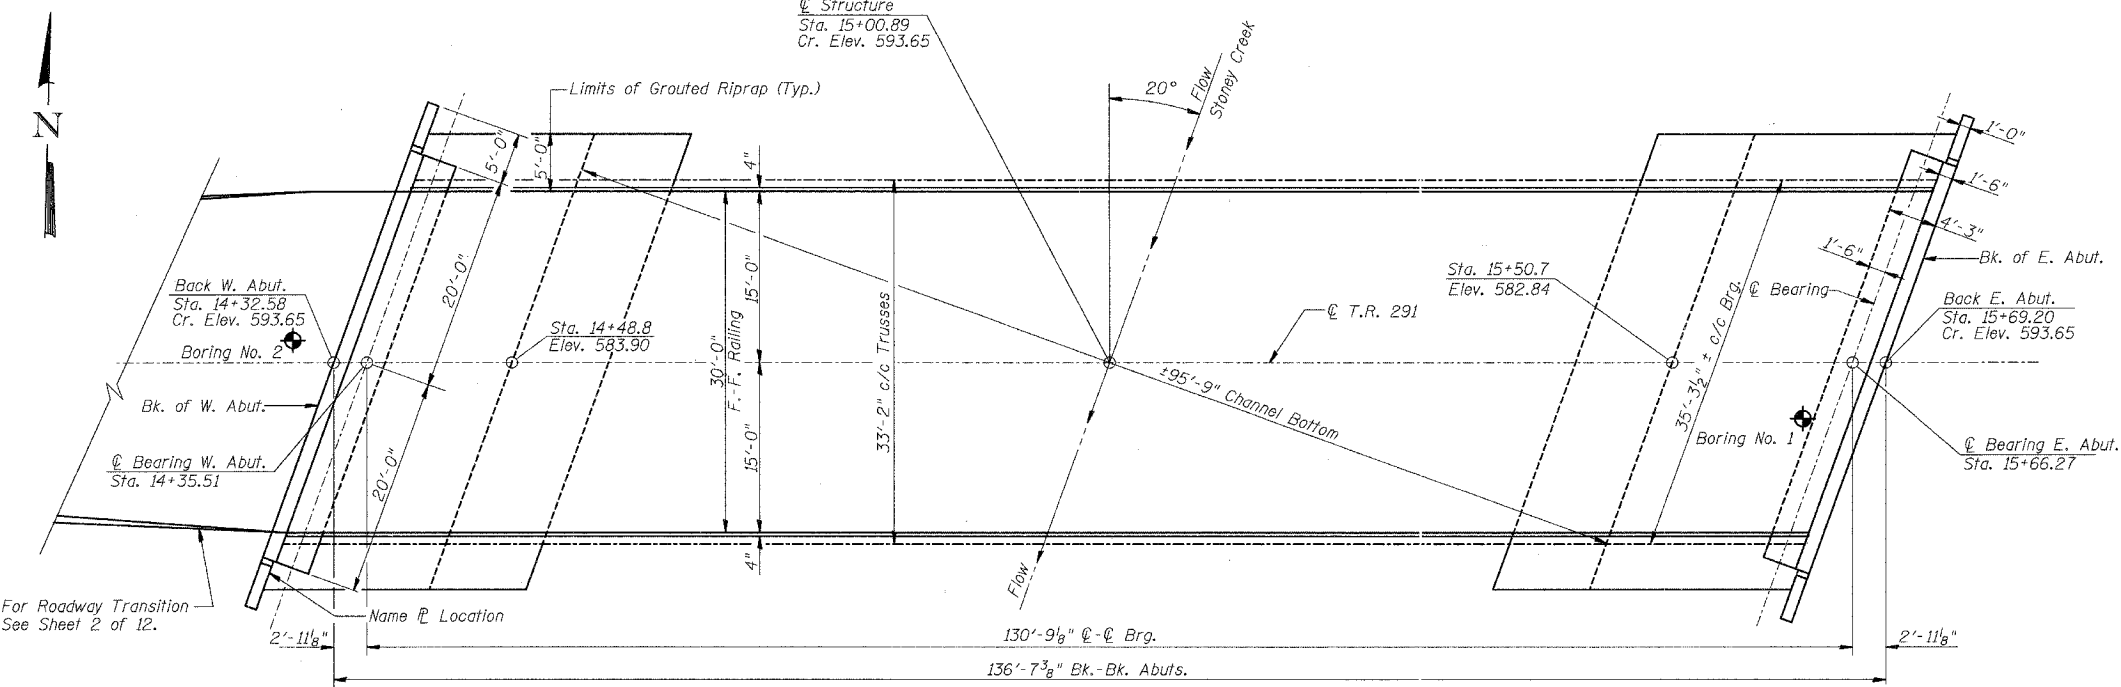 ℄ Structure
Sta. 15+00.89
Cr. Elev. 593.65
Flow
Stoney Creek
20°
Limits of Grouted Riprap (Typ.)
N
5'-0"
5'-0"
4"
1'-0"
1'-6"
4'-3"
1'-6"
Bk. of E. Abut.
Back W. Abut.
Sta. 14+32.58
Cr. Elev. 593.65
Boring No. 2
20'-0"
Sta. 14+48.8
Elev. 583.90
15'-0"
30'-0"
F.-F. Railing
33'-2" c/c Trusses
℄ T.R. 291
Sta. 15+50.7
Elev. 582.84
35'-3½" ± c/c Brg.
℄ Bearing
Back E. Abut.
Sta. 15+69.20
Cr. Elev. 593.65
±95'-9" Channel Bottom
Bk. of W. Abut.
℄ Bearing W. Abut.
Sta. 14+35.51
20'-0"
15'-0"
Boring No. 1
℄ Bearing E. Abut.
Sta. 15+66.27
4"
Flow
For Roadway Transition
See Sheet 2 of 12.
Name ⅊ Location
2'-11⅛"
130'-9⅛" ℄-℄ Brg.
2'-11⅛"
136'-7⅜" Bk.-Bk. Abuts.